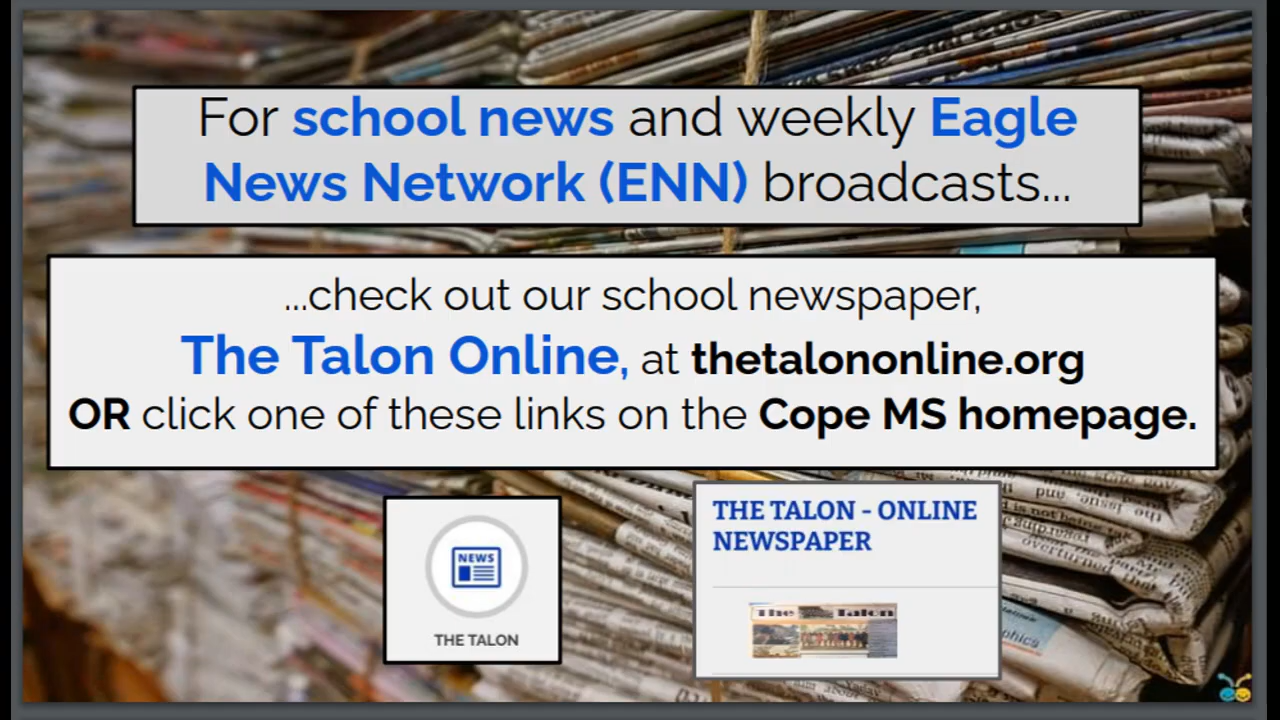 For school news and weekly Eagle
News Network (ENN) broadcasts...
...check out our school newspaper,
The Talon Online, at thetalononline.org
OR click one of these links on the Cope MS homepage.
NEWS
THE TALON
THE TALON - ONLINE
NEWSPAPER
The Talon